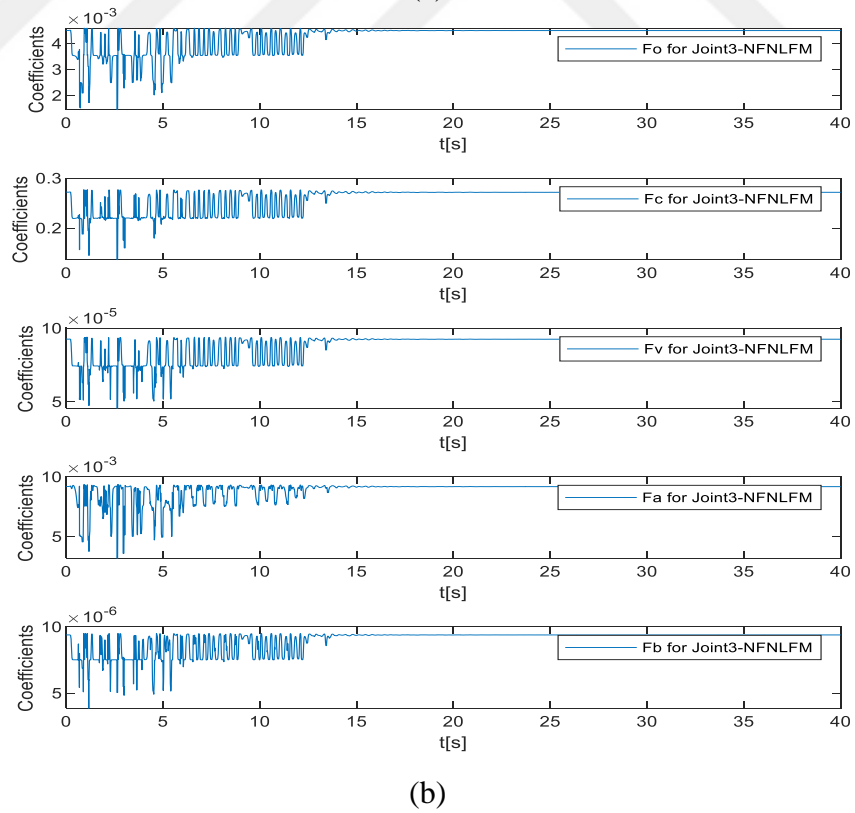 × 10-3
4
3
2
Coefficients
Fo for Joint3-NFNLFM
0 5 10 15 20 25 30 35 40
t[s]
0.3
0.2
Coefficients
Fc for Joint3-NFNLFM
0 5 10 15 20 25 30 35 40
t[s]
× 10-5
10
5
Coefficients
Fv for Joint3-NFNLFM
0 5 10 15 20 25 30 35 40
t[s]
× 10-3
10
5
Coefficients
Fa for Joint3-NFNLFM
0 5 10 15 20 25 30 35 40
t[s]
× 10-6
10
5
Coefficients
Fb for Joint3-NFNLFM
0 5 10 15 20 25 30 35 40
t[s]
(b)